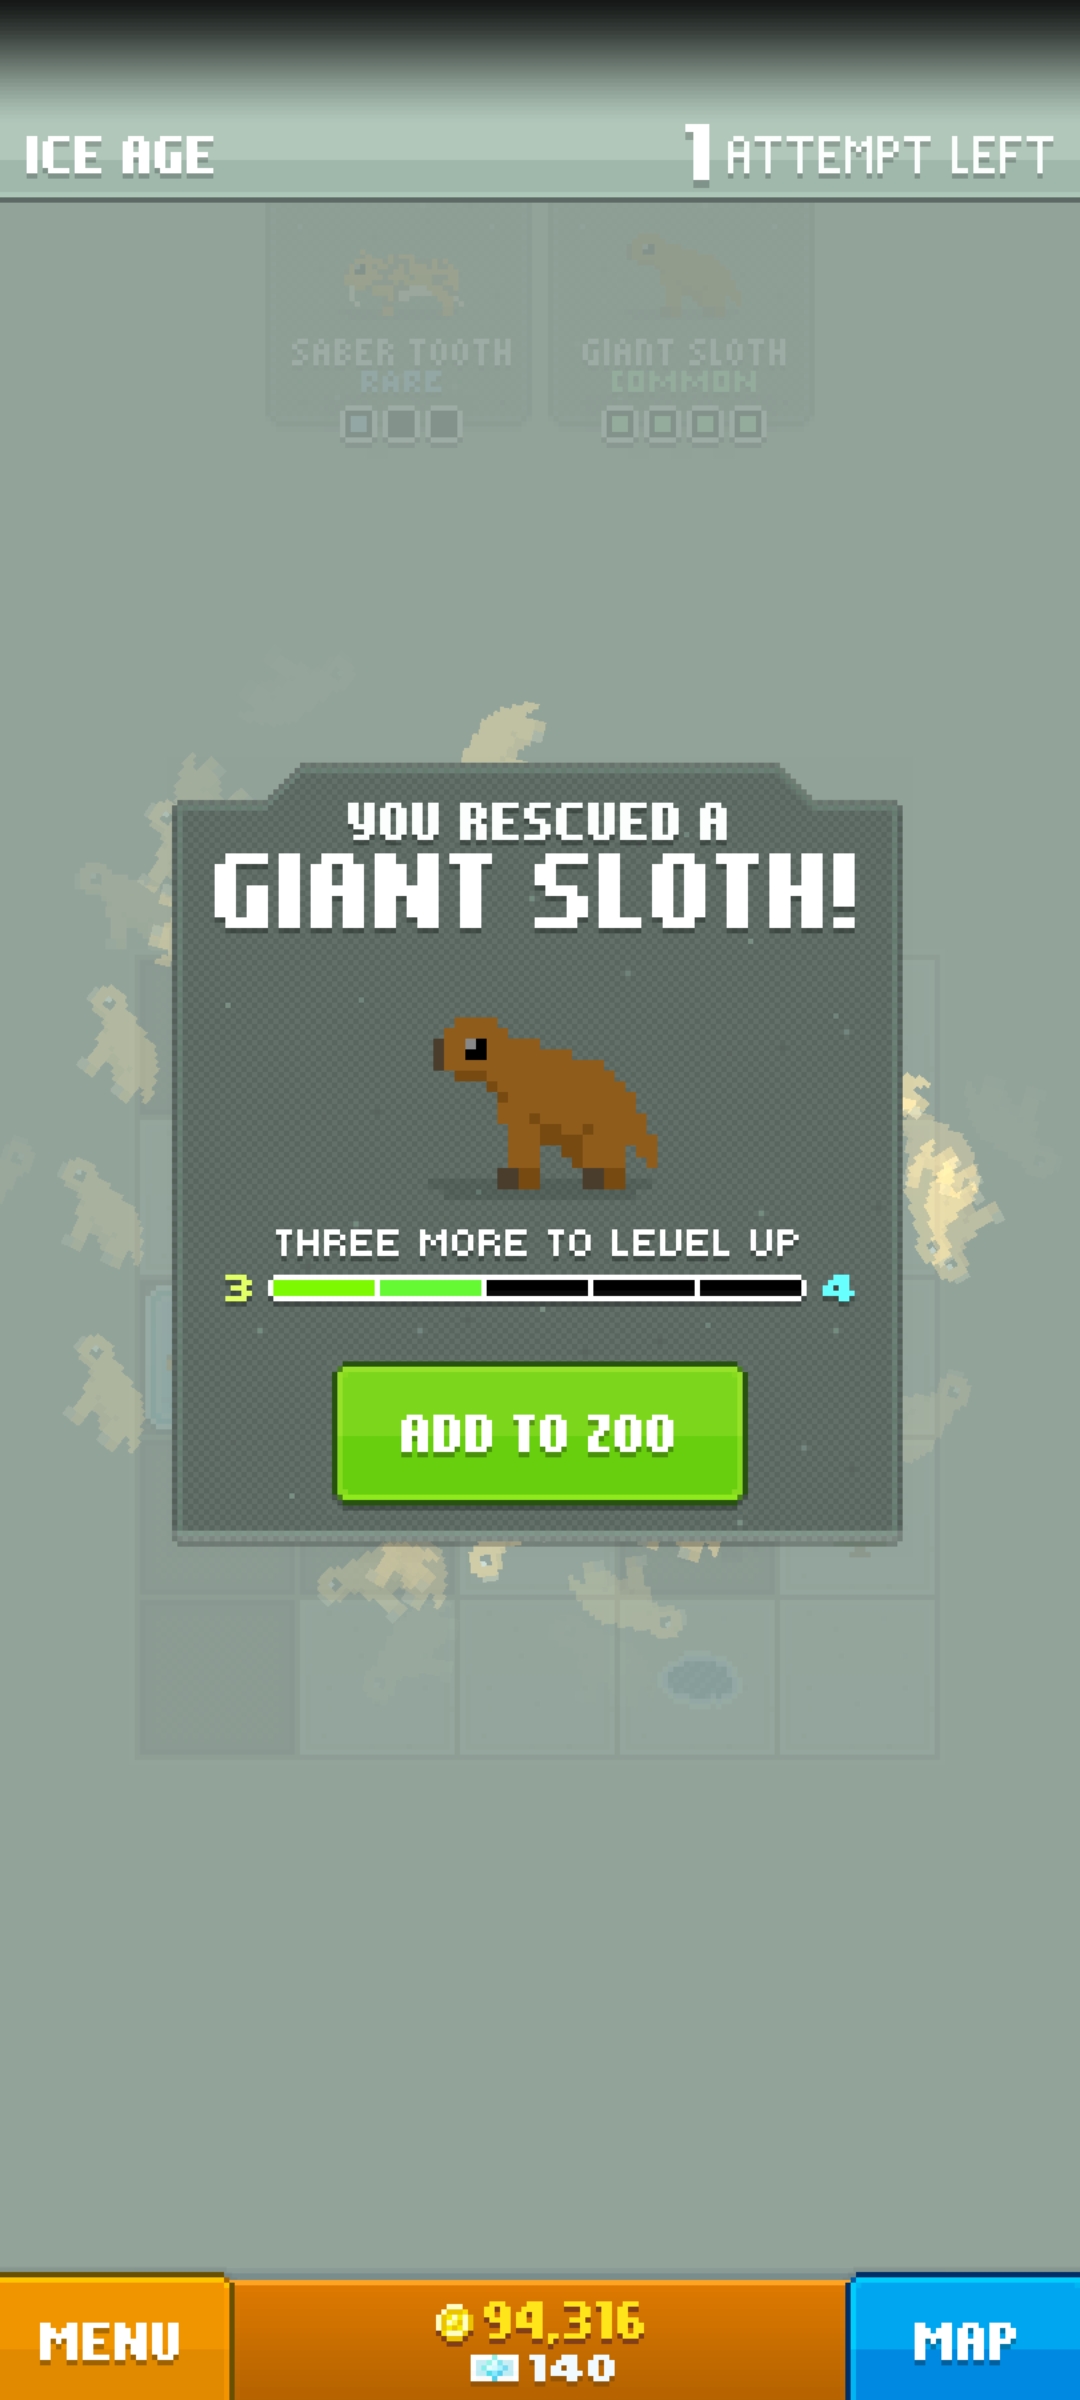 ICE AGE
1 ATTEMPT LEFT
SABER TOOTH
RARE
GIANT SLOTH
COMMON
YOU RESCUED A
GIANT SLOTH!
THREE MORE TO LEVEL UP
3 4
ADD TO ZOO
MENU
94,316
140
MAP